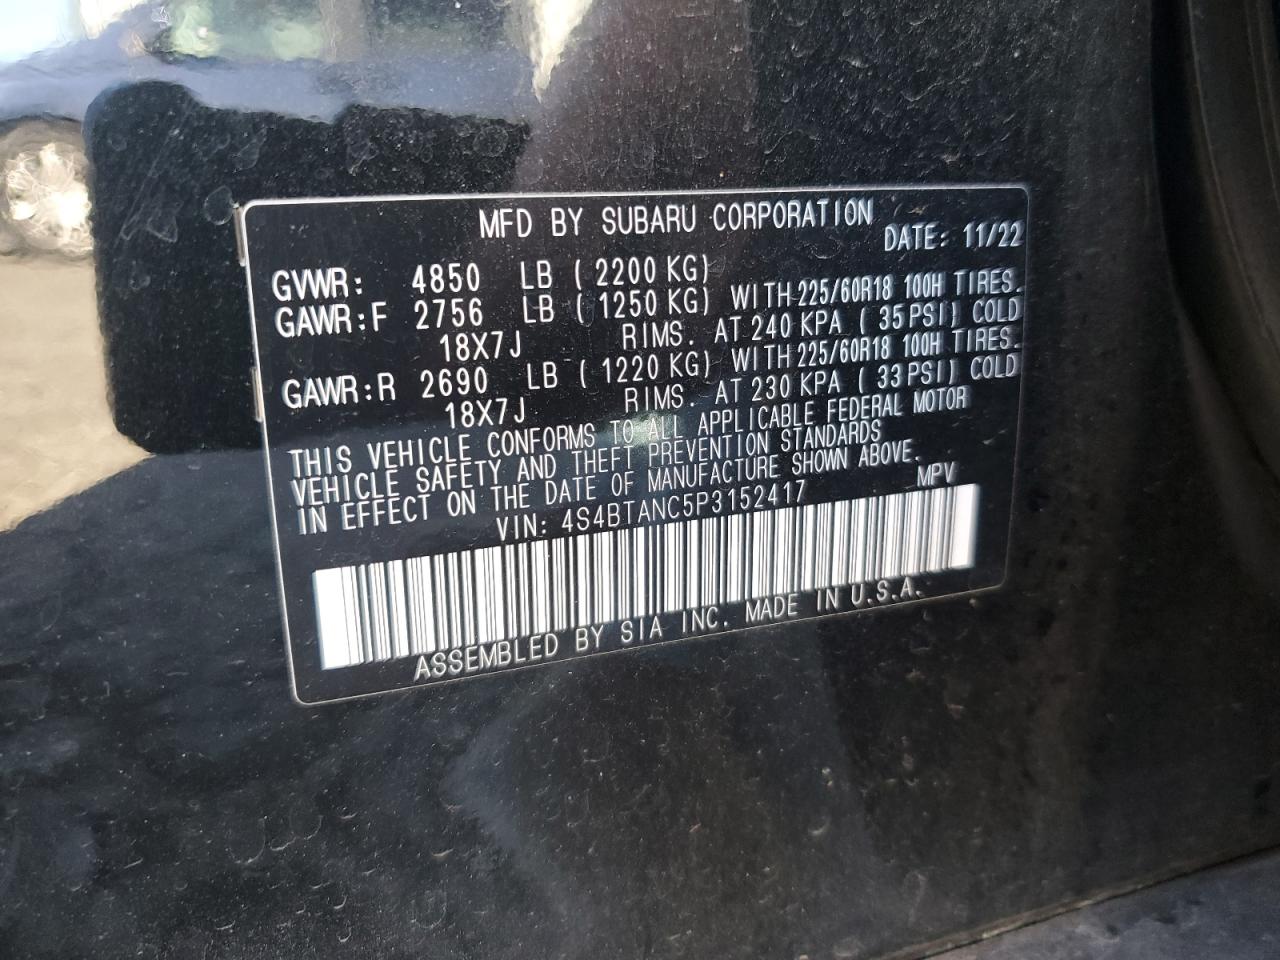 MFD BY SUBARU CORPORATION
DATE: 11/22
GVWR: 4850 LB ( 2200 KG)
GAWR:F 2756 LB ( 1250 KG) WITH 225/60R18 100H TIRES.
18X7J RIMS. AT 240 KPA ( 35 PSI) COLD
GAWR:R 2690 LB ( 1220 KG) WITH 225/60R18 100H TIRES.
18X7J RIMS. AT 230 KPA ( 33 PSI) COLD
THIS VEHICLE CONFORMS TO ALL APPLICABLE FEDERAL MOTOR
VEHICLE SAFETY AND THEFT PREVENTION STANDARDS
IN EFFECT ON THE DATE OF MANUFACTURE SHOWN ABOVE.
VIN: 4S4BTANC5P3152417 MPV
ASSEMBLED BY SIA INC. MADE IN U.S.A.